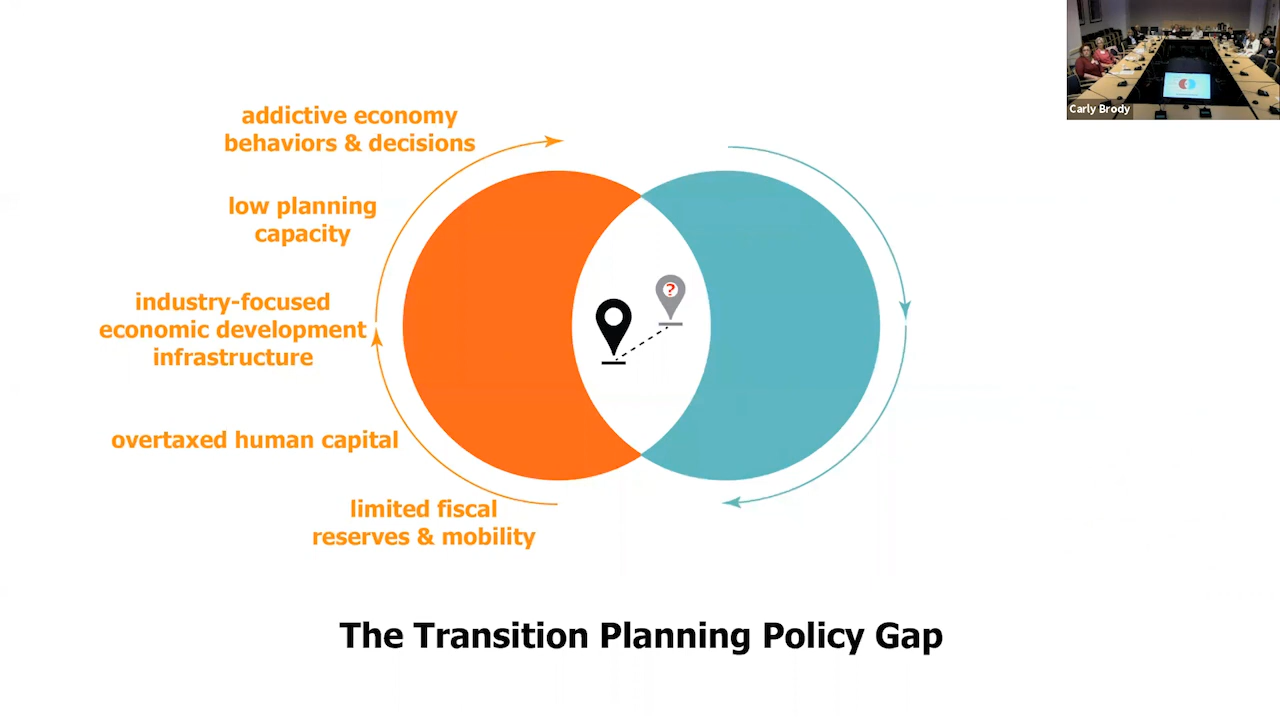 Carly Brody
addictive economy
behaviors & decisions
low planning
capacity
industry-focused
economic development
infrastructure
overtaxed human capital
limited fiscal
reserves & mobility
?
The Transition Planning Policy Gap